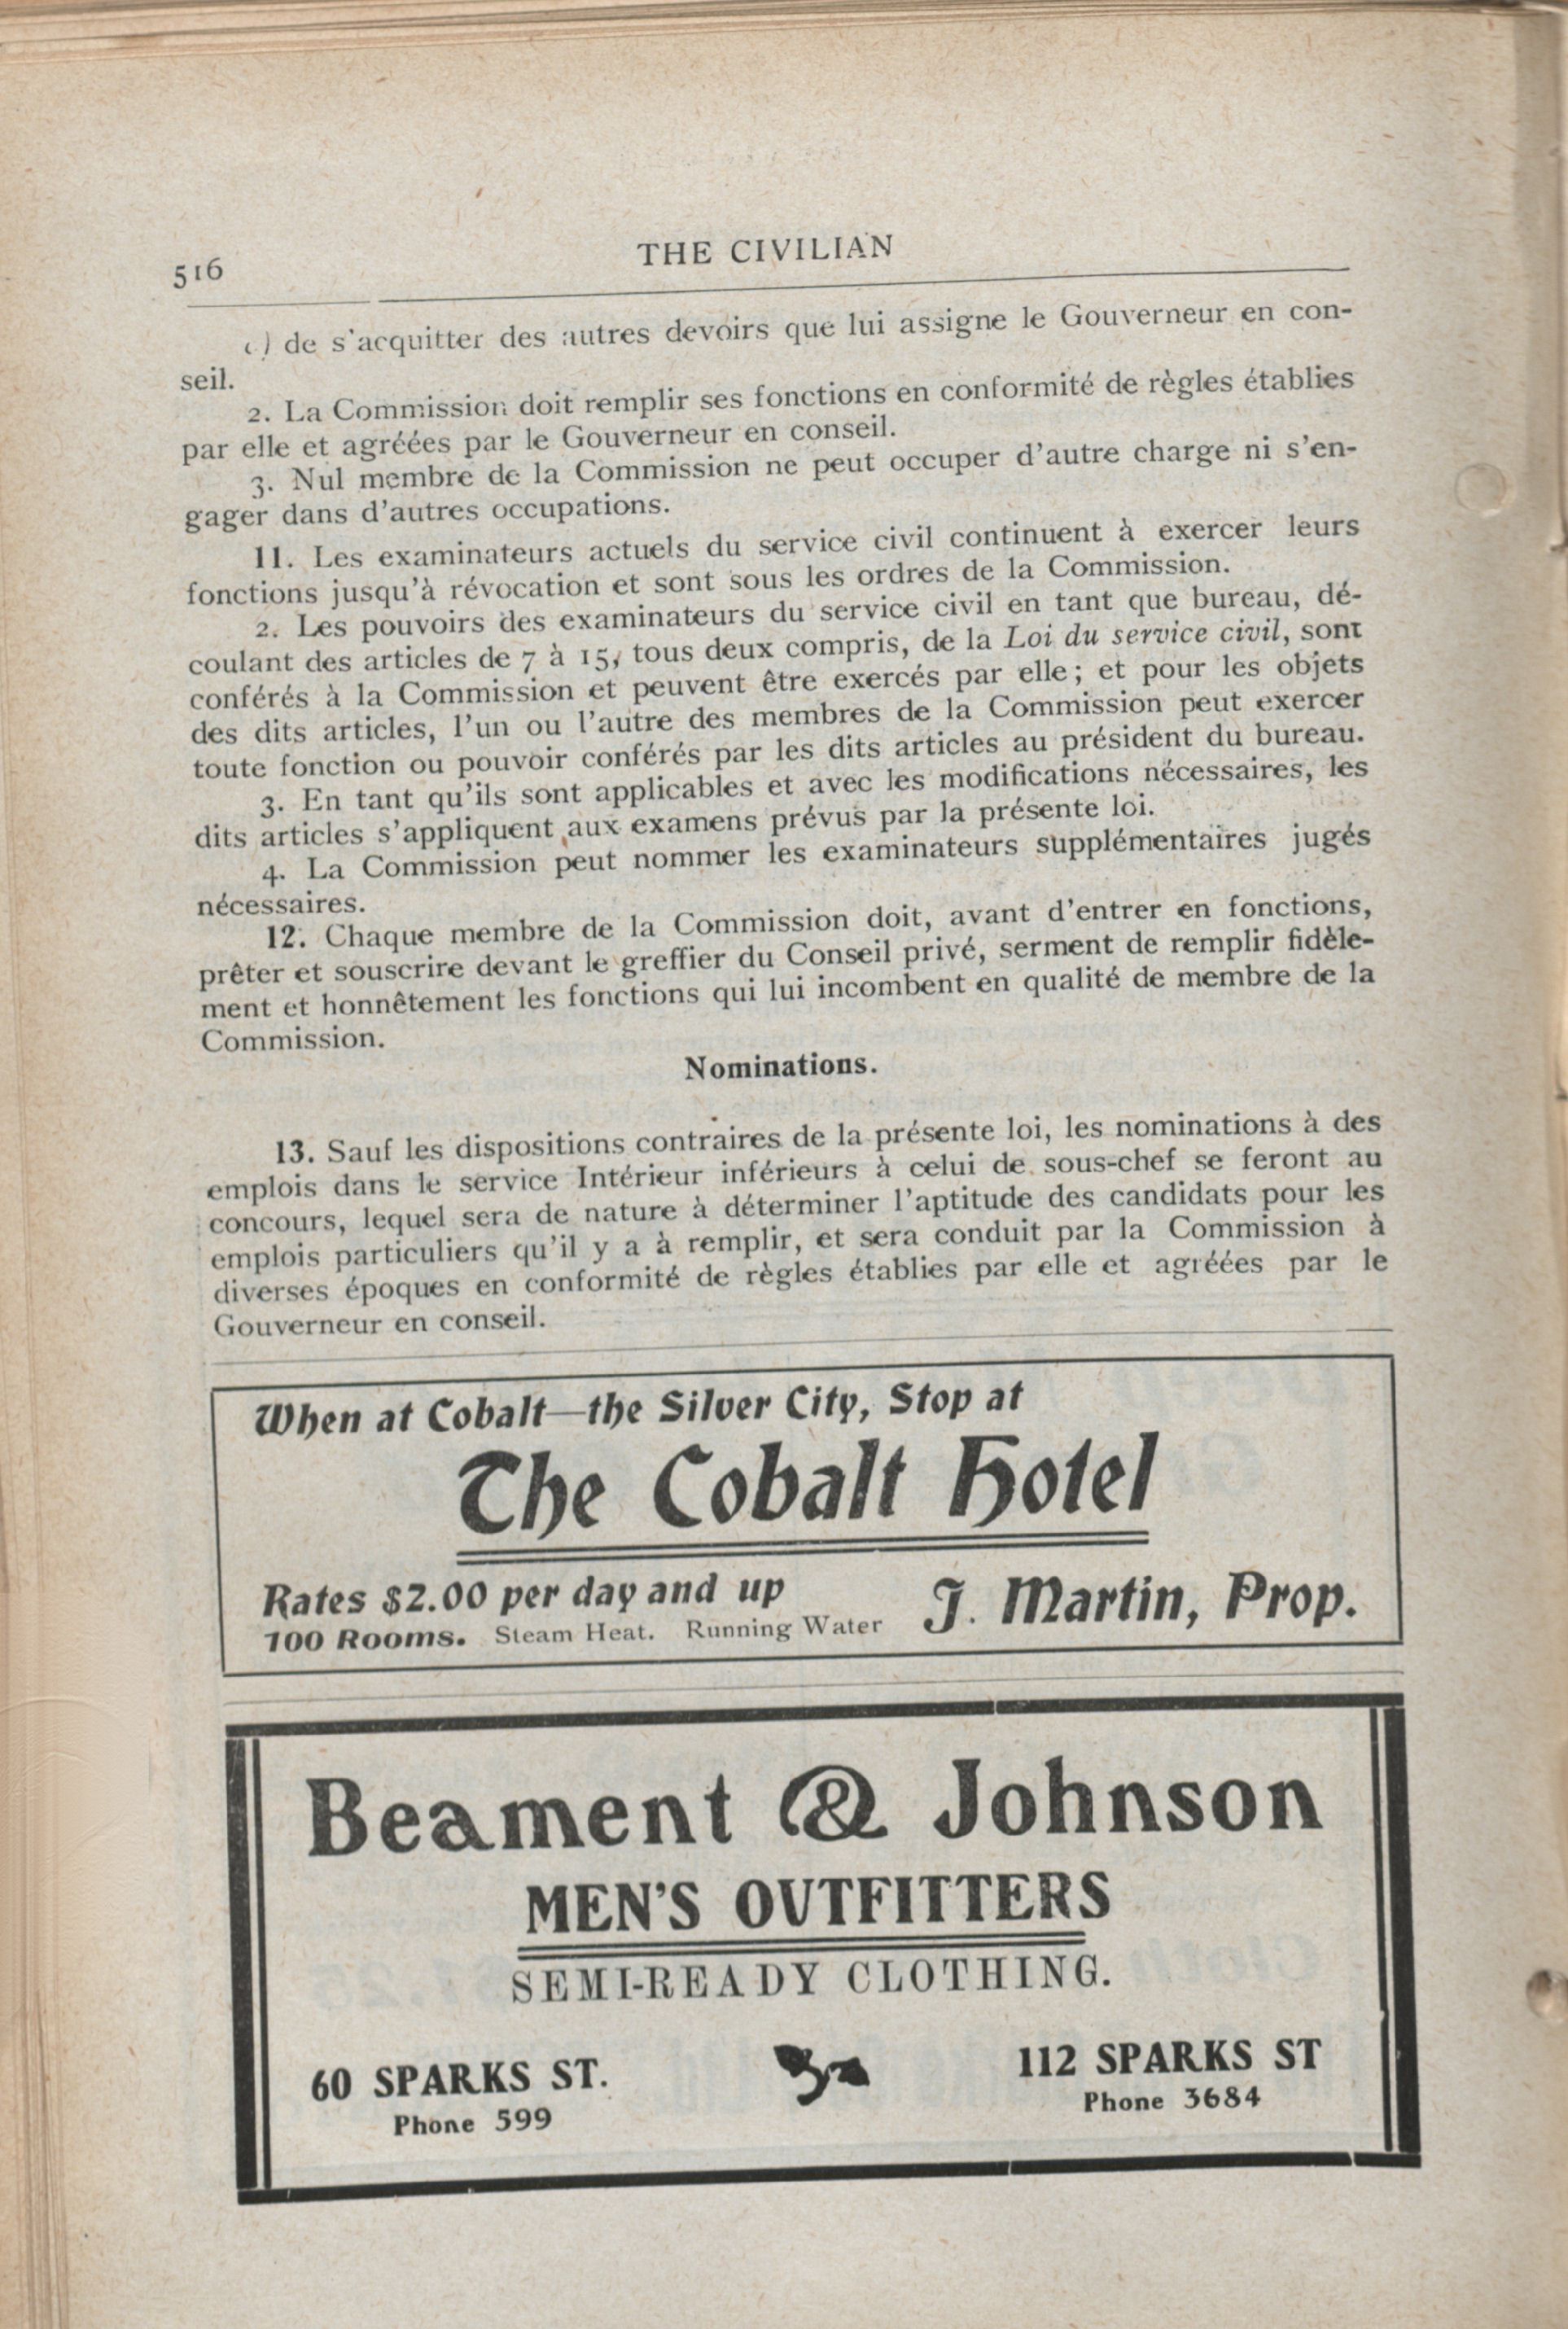 516
THE CIVILIAN
c) de s'acquitter des autres devoirs que lui assigne le Gouverneur en con-
seil.
2. La Commission doit remplir ses fonctions en conformité de règles établies
par elle et agréées par le Gouverneur en conseil.
3. Nul membre de la Commission ne peut occuper d'autre charge ni s'en-
gager dans d'autres occupations.
11. Les examinateurs actuels du service civil continuent à exercer leurs
fonctions jusqu'à révocation et sont sous les ordres de la Commission.
2. Les pouvoirs des examinateurs du service civil en tant que bureau, dé-
coulant des articles de 7 à 15, tous deux compris, de la Loi du service civil, sont
conférés à la Commission et peuvent être exercés par elle; et pour les objets
des dits articles, l'un ou l'autre des membres de la Commission peut exercer
toute fonction ou pouvoir conférés par les dits articles au président du bureau.
3. En tant qu'ils sont applicables et avec les modifications nécessaires, les
dits articles s'appliquent aux examens prévus par la présente loi.
4. La Commission peut nommer les examinateurs supplémentaires jugés
nécessaires.
12. Chaque membre de la Commission doit, avant d'entrer en fonctions,
prêter et souscrire devant le greffier du Conseil privé, serment de remplir fidèle-
ment et honnêtement les fonctions qui lui incombent en qualité de membre de la
Commission.
Nominations.
13. Sauf les dispositions contraires de la présente loi, les nominations à des
emplois dans le service Intérieur inférieurs à celui de sous-chef se feront au
concours, lequel sera de nature à déterminer l'aptitude des candidats pour les
emplois particuliers qu'il y a à remplir, et sera conduit par la Commission à
diverses époques en conformité de règles établies par elle et agréées par le
Gouverneur en conseil.
When at Cobalt—the Silver City, Stop at
The Cobalt Hotel
Rates $2.00 per day and up
100 Rooms. Steam Heat. Running Water
J. Martin, Prop.
Beament & Johnson
MEN'S OUTFITTERS
SEMI-READY CLOTHING.
60 SPARKS ST.
Phone 599
112 SPARKS ST
Phone 3684